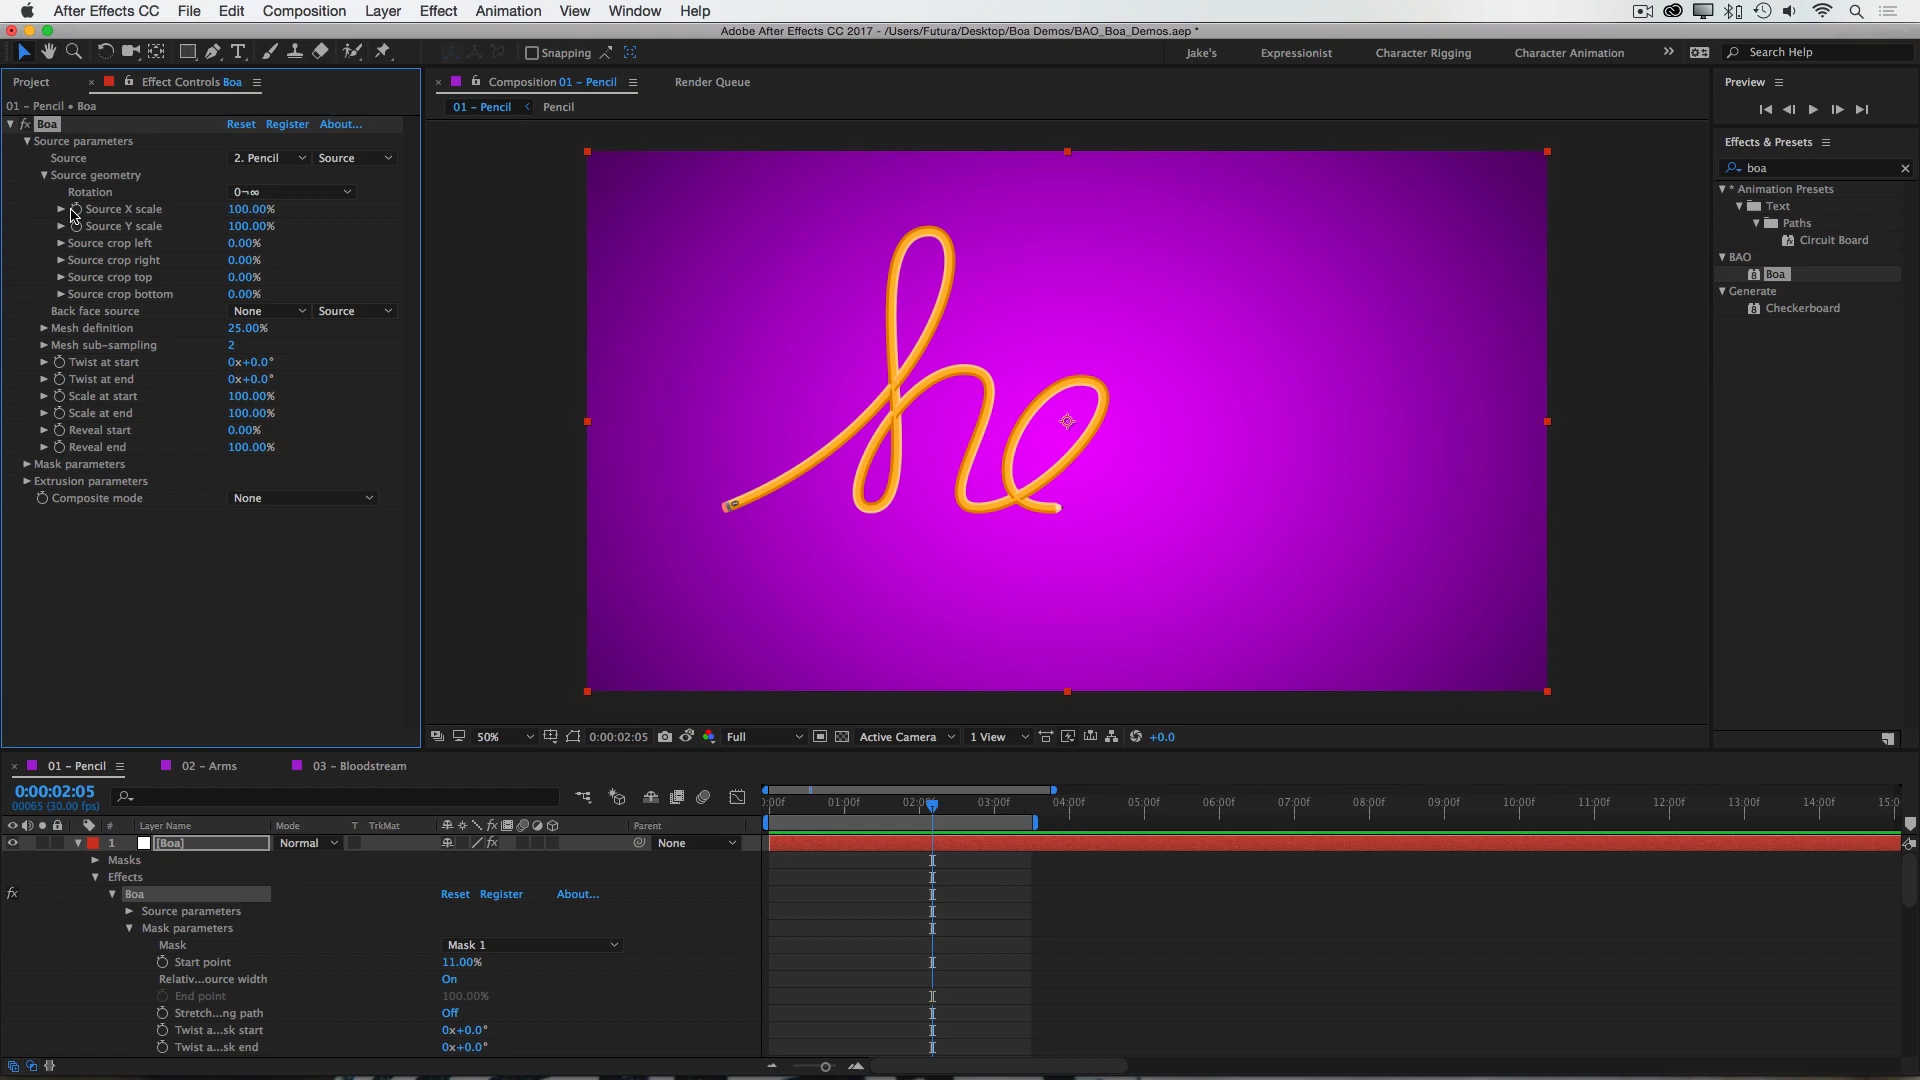 After Effects CC File Edit Composition Layer Effect Animation View Window Help
Adobe After Effects CC 2017 - /Users/Futura/Desktop/Boa Demos/BAO_Boa_Demos.aep *
Snapping Jake's Expressionist Character Rigging Character Animation Search Help
Project Effect Controls Boa
Composition 01 - Pencil Render Queue
01 - Pencil Pencil
01 - Pencil • Boa
fx Boa Reset Register About...
Source parameters
Source 2. Pencil Source
Source geometry
Rotation 0¬∞
Source X scale 100.00%
Source Y scale 100.00%
Source crop left 0.00%
Source crop right 0.00%
Source crop top 0.00%
Source crop bottom 0.00%
Back face source None Source
Mesh definition 25.00%
Mesh sub-sampling 2
Twist at start 0x+0.0°
Twist at end 0x+0.0°
Scale at start 100.00%
Scale at end 100.00%
Reveal start 0.00%
Reveal end 100.00%
Mask parameters
Extrusion parameters
Composite mode None
he
50% 0:00:02:05 Full Active Camera 1 View +0.0
Preview
Effects & Presets
boa
* Animation Presets
Text
Paths
Circuit Board
BAO
Boa
Generate
Checkerboard
01 - Pencil 02 - Arms 03 - Bloodstream
0:00:02:05
00065 (30.00 fps)
01:00f 03:00f 04:00f 05:00f 06:00f 07:00f 08:00f 09:00f 10:00f 11:00f 12:00f 13:00f 14:00f
# Layer Name Mode T TrkMat fx Parent
1 [Boa] Normal fx None
Masks
Effects
fx Boa Reset Register About...
Source parameters
Mask parameters
Mask Mask 1
Start point 11.00%
Relativ...ource width On
End point 100.00%
Stretch...ng path Off
Twist a...sk start 0x+0.0°
Twist a...sk end 0x+0.0°